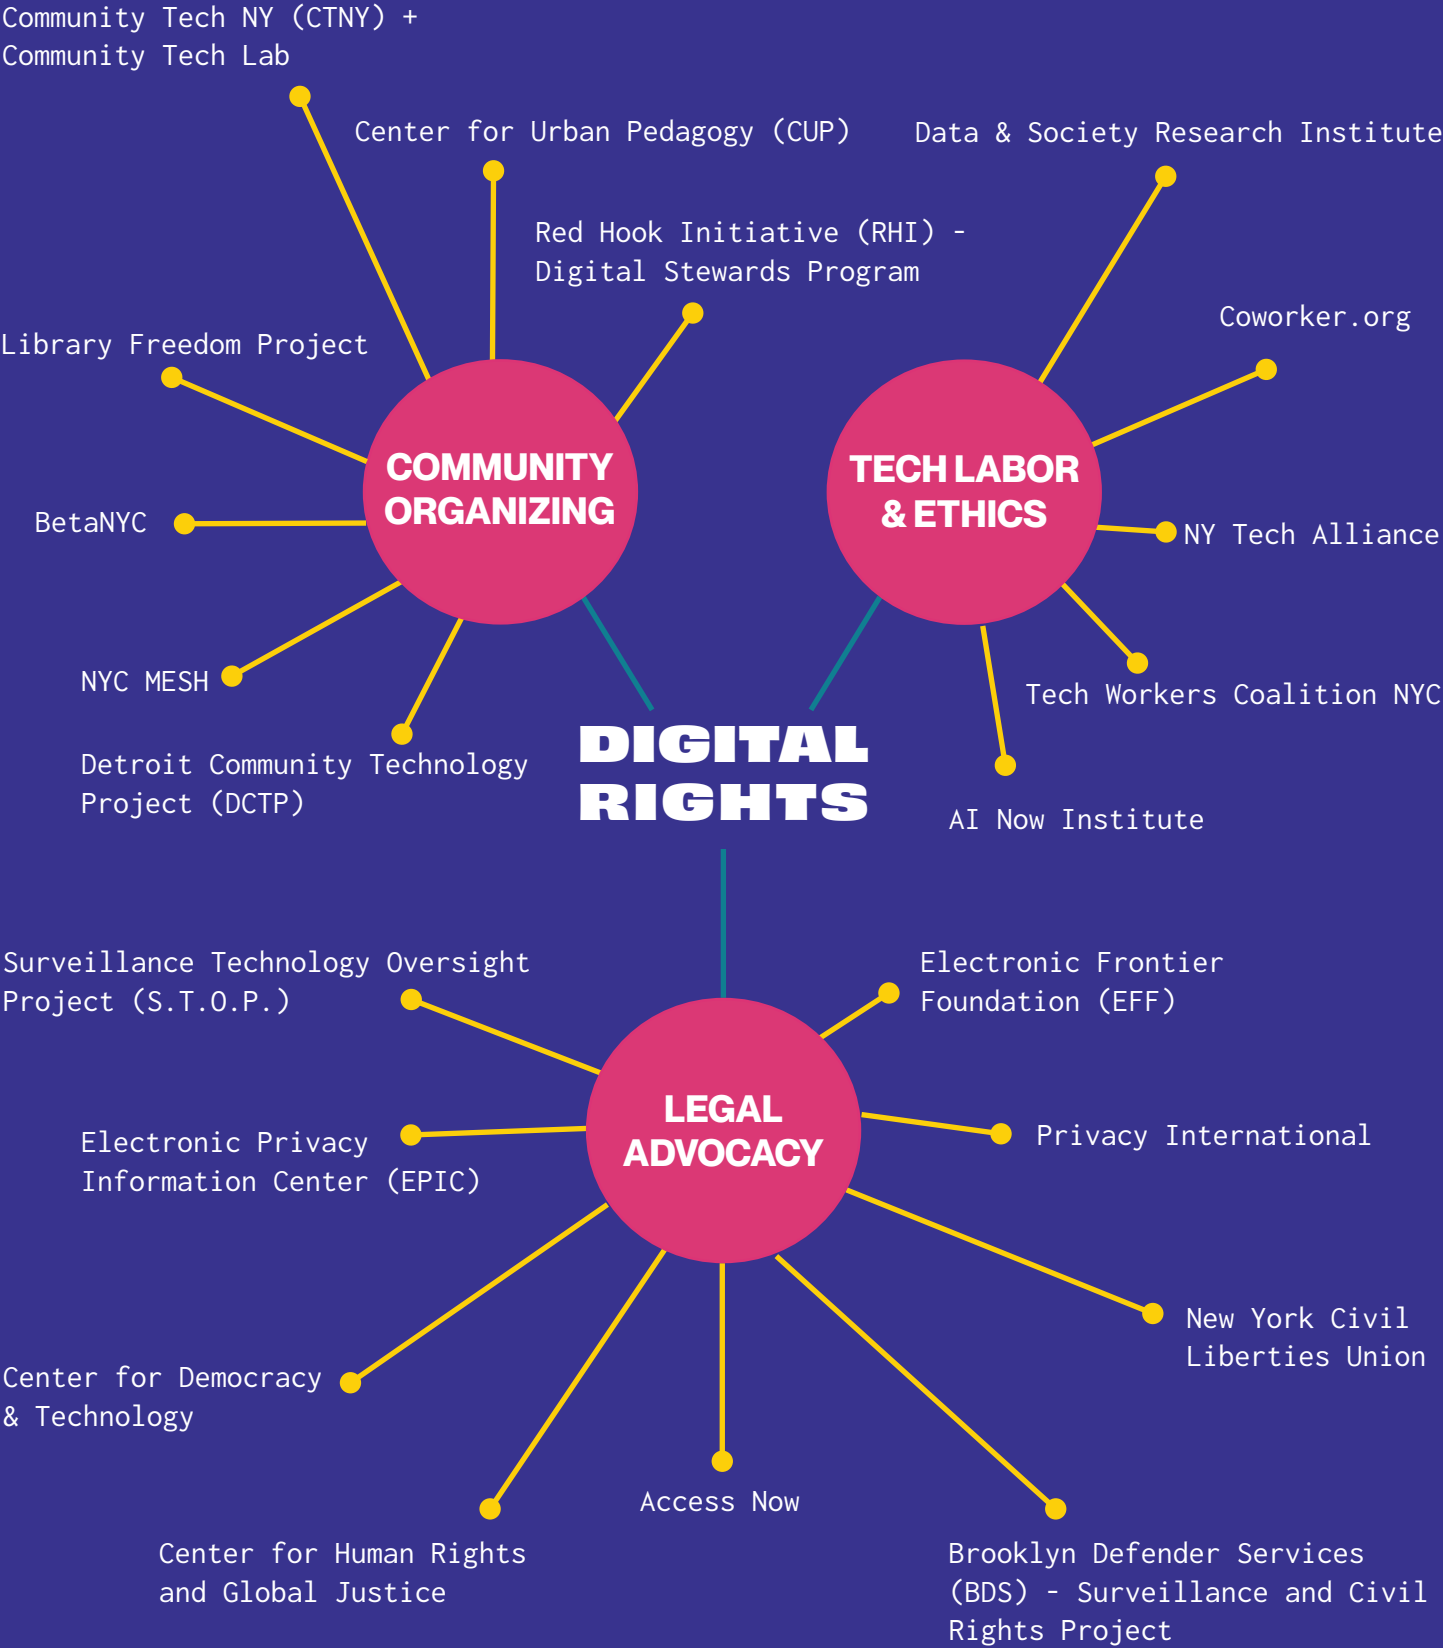 Community Tech NY (CTNY) +
Community Tech Lab
Center for Urban Pedagogy (CUP)
Data & Society Research Institute
Red Hook Initiative (RHI) -
Digital Stewards Program
Coworker.org
Library Freedom Project
COMMUNITY
ORGANIZING
TECH LABOR
& ETHICS
BetaNYC
NY Tech Alliance
NYC MESH
Tech Workers Coalition NYC
Detroit Community Technology
Project (DCTP)
DIGITAL
RIGHTS
AI Now Institute
Surveillance Technology Oversight
Project (S.T.O.P.)
Electronic Frontier
Foundation (EFF)
LEGAL
ADVOCACY
Electronic Privacy
Information Center (EPIC)
Privacy International
New York Civil
Liberties Union
Center for Democracy
& Technology
Access Now
Center for Human Rights
and Global Justice
Brooklyn Defender Services
(BDS) - Surveillance and Civil
Rights Project